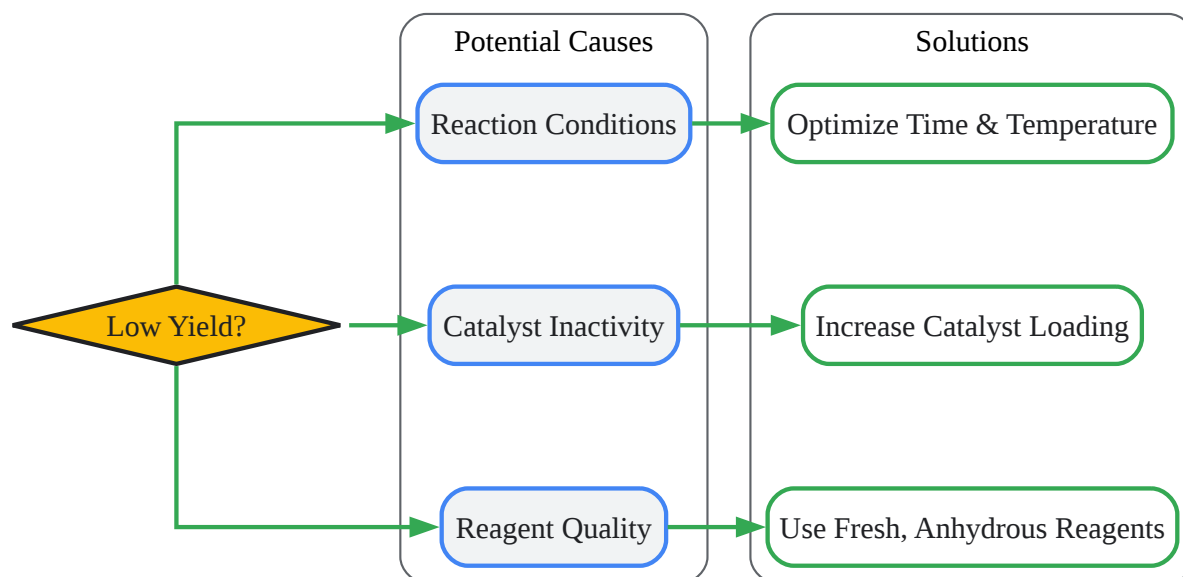 Potential Causes
Solutions
Reaction Conditions
Optimize Time & Temperature
Low Yield?
Catalyst Inactivity
Increase Catalyst Loading
Reagent Quality
Use Fresh, Anhydrous Reagents